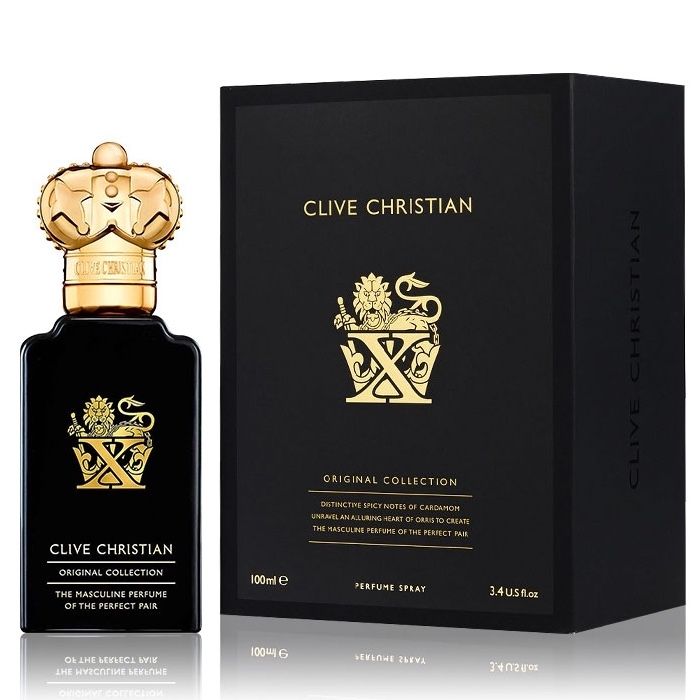 CLIVE CHRISTIAN
X
CLIVE CHRISTIAN
ORIGINAL COLLECTION
THE MASCULINE PERFUME
OF THE PERFECT PAIR
CLIVE CHRISTIAN
X
ORIGINAL COLLECTION
DISTINCTIVE SPICY NOTES OF CARDAMOM
UNRAVEL AN ALLURING HEART OF ORRIS TO CREATE
THE MASCULINE PERFUME OF THE PERFECT PAIR
100ml ℮
PERFUME SPRAY
3.4 U.S fl.oz
CLIVE CHRISTIAN